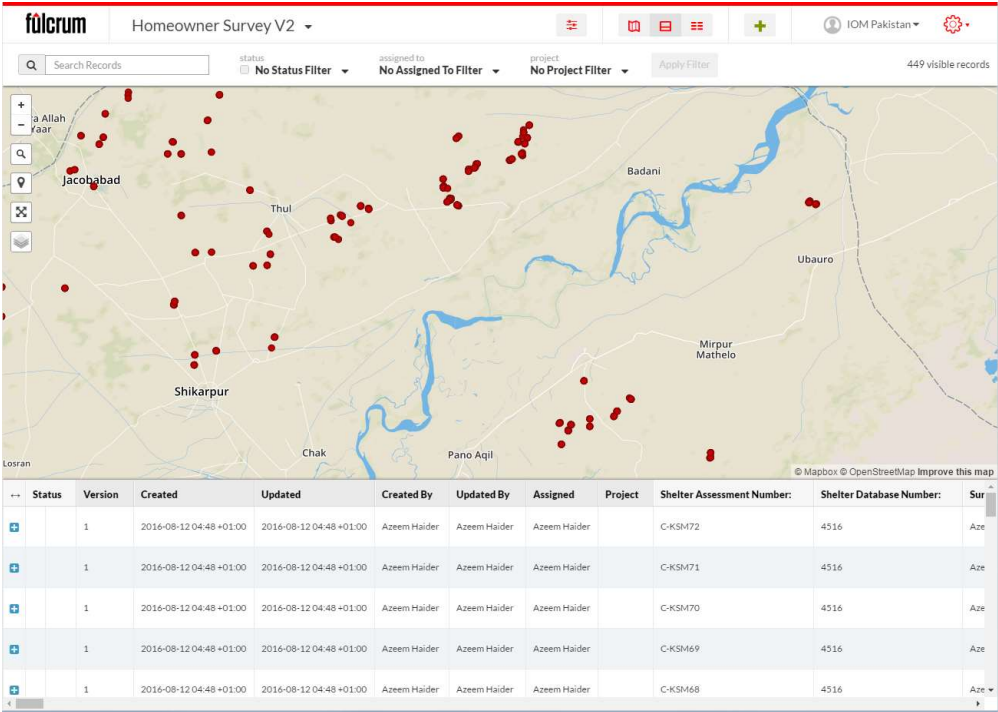 fulcrum
Homeowner Survey V2
IOM Pakistan
Search Records
status
No Status Filter
assigned to
No Assigned To Filter
project
No Project Filter
Apply Filter
449 visible records
+
-
a Allah
Yaar
Jacobabad
Thul
Badani
Ubauro
Mirpur
Mathelo
Shikarpur
Chak
Pano Aqil
Losran
© Mapbox © OpenStreetMap Improve this map
Status Version Created Updated Created By Updated By Assigned Project Shelter Assessment Number: Shelter Database Number: Sur
1 2016-08-12 04:48 +01:00 2016-08-12 04:48 +01:00 Azeem Haider Azeem Haider Azeem Haider C-KSM72 4516 Aze
1 2016-08-12 04:48 +01:00 2016-08-12 04:48 +01:00 Azeem Haider Azeem Haider Azeem Haider C-KSM71 4516 Aze
1 2016-08-12 04:48 +01:00 2016-08-12 04:48 +01:00 Azeem Haider Azeem Haider Azeem Haider C-KSM70 4516 Aze
1 2016-08-12 04:48 +01:00 2016-08-12 04:48 +01:00 Azeem Haider Azeem Haider Azeem Haider C-KSM69 4516 Aze
1 2016-08-12 04:48 +01:00 2016-08-12 04:48 +01:00 Azeem Haider Azeem Haider Azeem Haider C-KSM68 4516 Aze